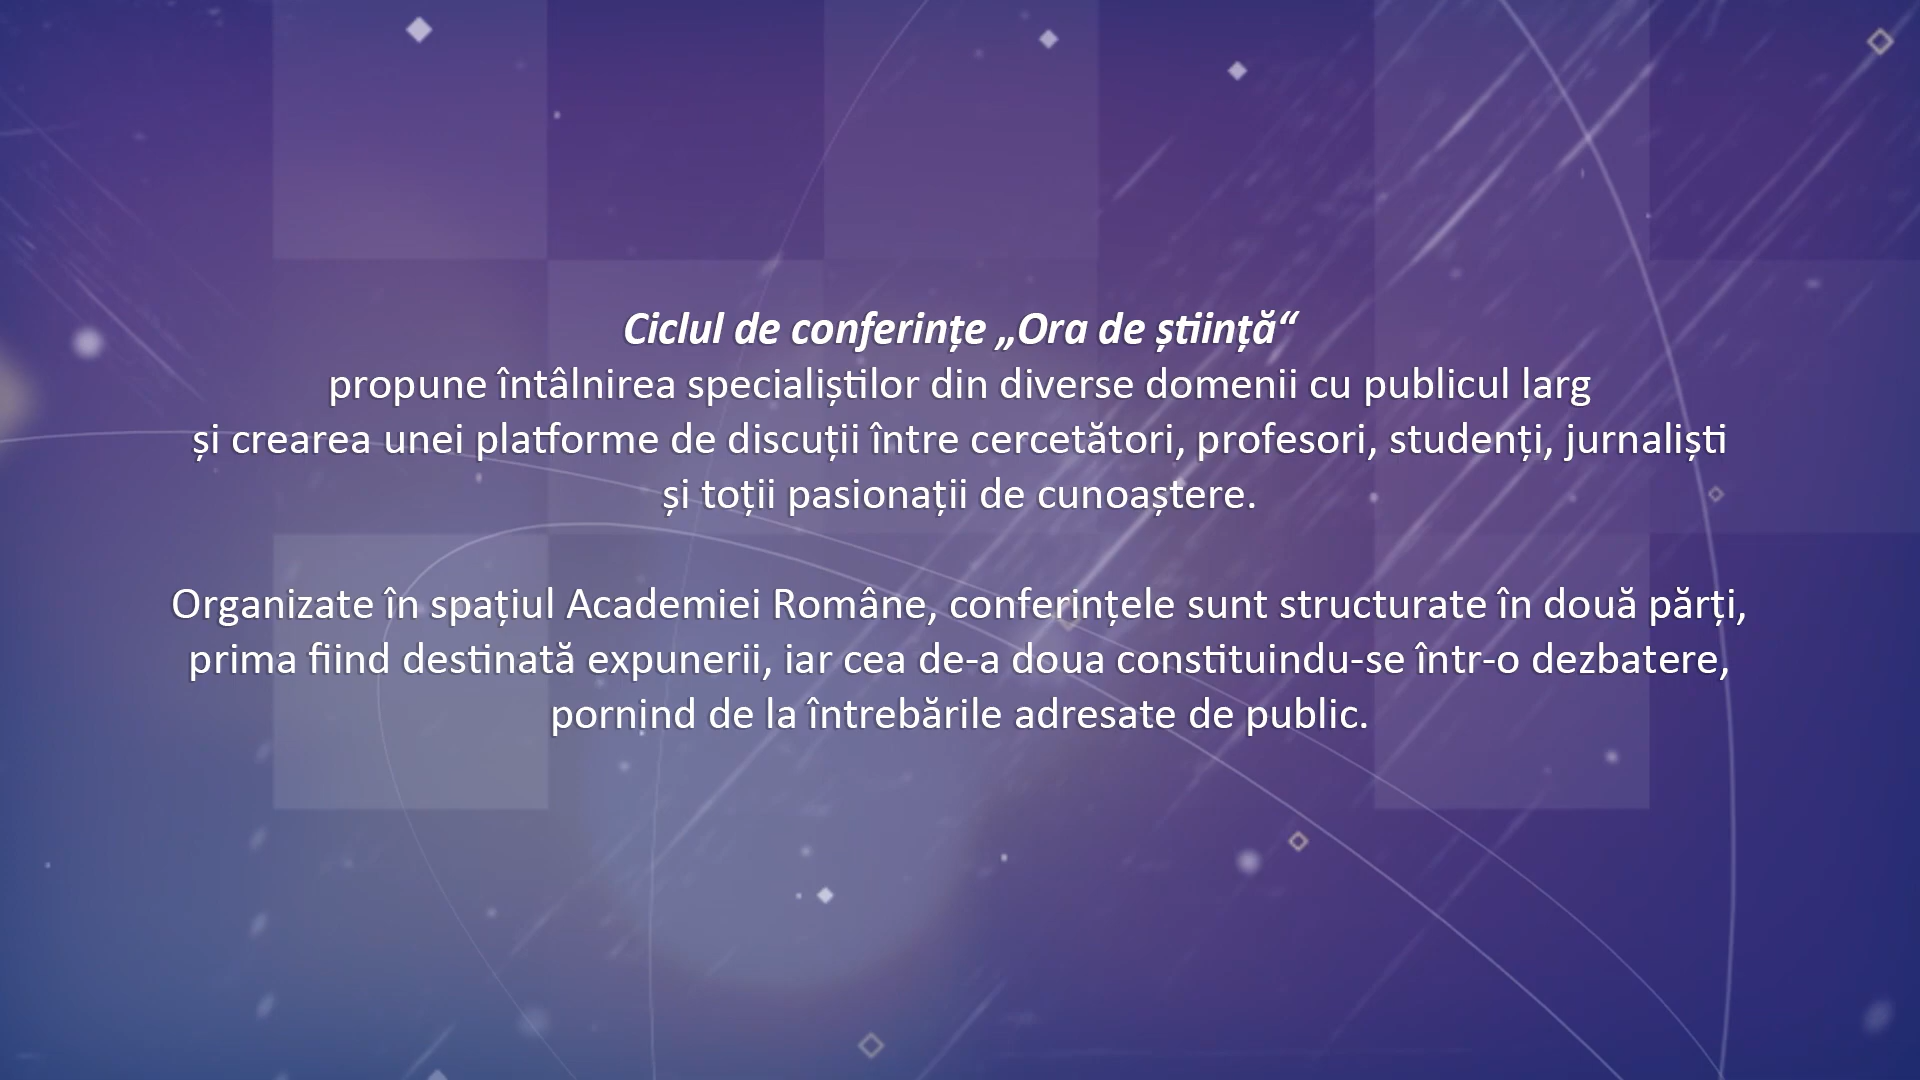 Ciclul de conferințe „Ora de știință“
propune întâlnirea specialiștilor din diverse domenii cu publicul larg
și crearea unei platforme de discuții între cercetători, profesori, studenți, jurnaliști
și toții pasionații de cunoaștere.
Organizate în spațiul Academiei Române, conferințele sunt structurate în două părți,
prima fiind destinată expunerii, iar cea de-a doua constituindu-se într-o dezbatere,
pornind de la întrebările adresate de public.